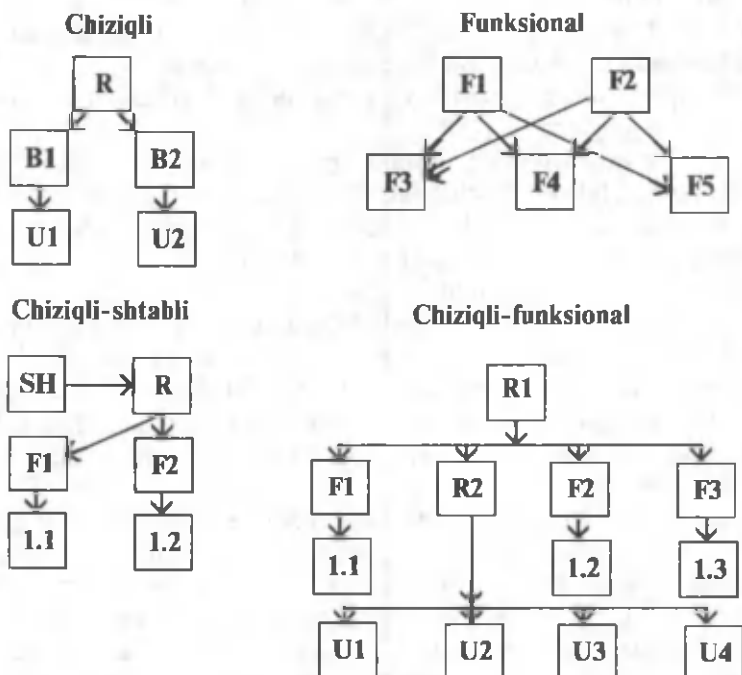 Chiziqli
R
B1 B2
U1 U2
Funksional
F1 F2
F3 F4 F5
Chiziqli-shtabli
SH R
F1 F2
1.1 1.2
Chiziqli-funksional
R1
F1 R2 F2 F3
1.1 1.2 1.3
U1 U2 U3 U4